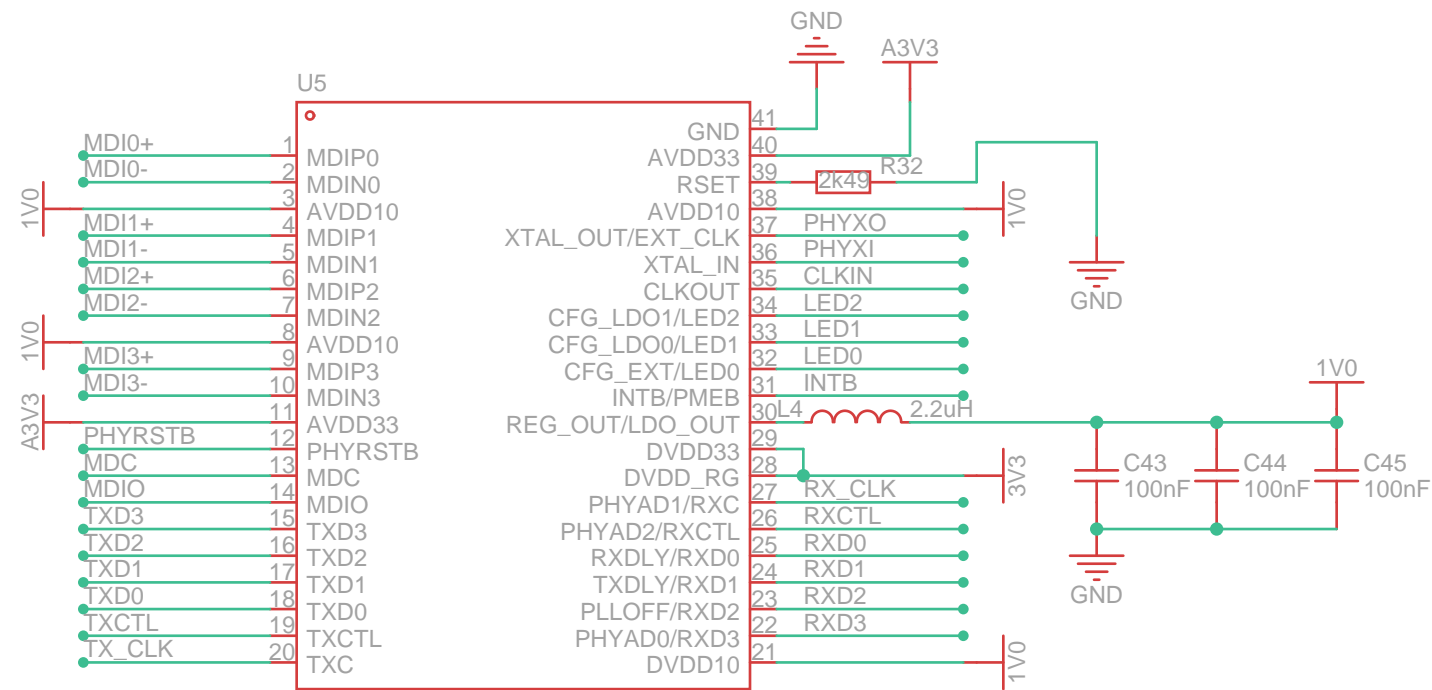 GND
A3V3
U5
MDI0+ 1 MDIP0
MDI0- 2 MDIN0
1V0 3 AVDD10
MDI1+ 4 MDIP1
MDI1- 5 MDIN1
MDI2+ 6 MDIP2
MDI2- 7 MDIN2
1V0 8 AVDD10
MDI3+ 9 MDIP3
MDI3- 10 MDIN3
A3V3 11 AVDD33
PHYRSTB 12 PHYRSTB
MDC 13 MDC
MDIO 14 MDIO
TXD3 15 TXD3
TXD2 16 TXD2
TXD1 17 TXD1
TXD0 18 TXD0
TXCTL 19 TXCTL
TX_CLK 20 TXC
GND 41
AVDD33 40
RSET 39 2k49 R32
AVDD10 38 1V0
XTAL_OUT/EXT_CLK 37 PHYXO
XTAL_IN 36 PHYXI
CLKOUT 35 CLKIN
CFG_LDO1/LED2 34 LED2
CFG_LDO0/LED1 33 LED1
CFG_EXT/LED0 32 LED0
INTB/PMEB 31 INTB
REG_OUT/LDO_OUT 30 L4 2.2uH
DVDD33 29
DVDD_RG 28 3V3
PHYAD1/RXC 27 RX_CLK
PHYAD2/RXCTL 26 RXCTL
RXDLY/RXD0 25 RXD0
TXDLY/RXD1 24 RXD1
PLLOFF/RXD2 23 RXD2
PHYAD0/RXD3 22 RXD3
DVDD10 21 1V0
GND
1V0
C43
100nF
C44
100nF
C45
100nF
GND